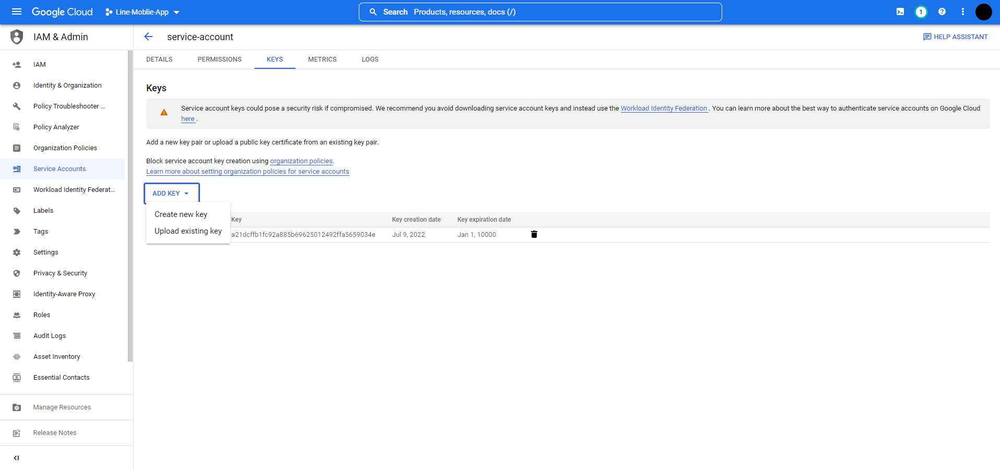 Google Cloud
Line-Moblie-App
Search Products, resources, docs (/)
1
IAM & Admin
service-account
HELP ASSISTANT
IAM
Identity & Organization
Policy Troubleshooter ...
Policy Analyzer
Organization Policies
Service Accounts
Workload Identity Federat...
Labels
Tags
Settings
Privacy & Security
Identity-Aware Proxy
Roles
Audit Logs
Asset Inventory
Essential Contacts
Manage Resources
Release Notes
DETAILS
PERMISSIONS
KEYS
METRICS
LOGS
Keys
Service account keys could pose a security risk if compromised. We recommend you avoid downloading service account keys and instead use the Workload Identity Federation . You can learn more about the best way to authenticate service accounts on Google Cloud
here .
Add a new key pair or upload a public key certificate from an existing key pair.
Block service account key creation using organization policies.
Learn more about setting organization policies for service accounts
ADD KEY
Create new key
Upload existing key
Key Key creation date Key expiration date
a21dcffb1fc92a885b69625012492ffa5659034e Jul 9, 2022 Jan 1, 10000